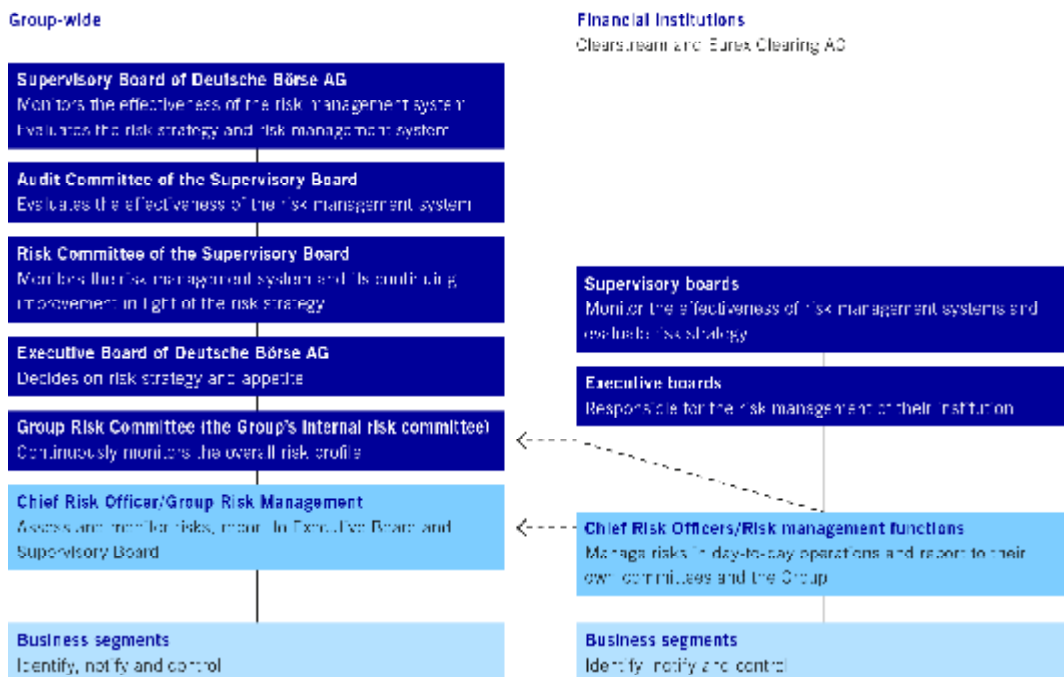 Group-wide
Supervisory Board of Deutsche Börse AG
Monitors the effectiveness of the risk management system
Evaluates the risk strategy and risk management system
Audit Committee of the Supervisory Board
Evaluates the effectiveness of the risk management system
Risk Committee of the Supervisory Board
Monitors the risk management system and its continuing
improvement in light of the risk strategy
Executive Board of Deutsche Börse AG
Decides on risk strategy and appetite
Group Risk Committee (the Group's internal risk committee)
Continuously monitors the overall risk profile
Chief Risk Officer/Group Risk Management
Assess and monitor risks, report to Executive Board and
Supervisory Board
Business segments
Identify, notify and control
Financial institutions
Clearstream and Eurex Clearing AG
Supervisory boards
Monitor the effectiveness of risk management systems and
evaluate risk strategy
Executive boards
Responsible for the risk management of their institution
Chief Risk Officers/Risk management functions
Manage risks in day-to-day operations and report to their
own committees and the Group
Business segments
Identify, notify and control